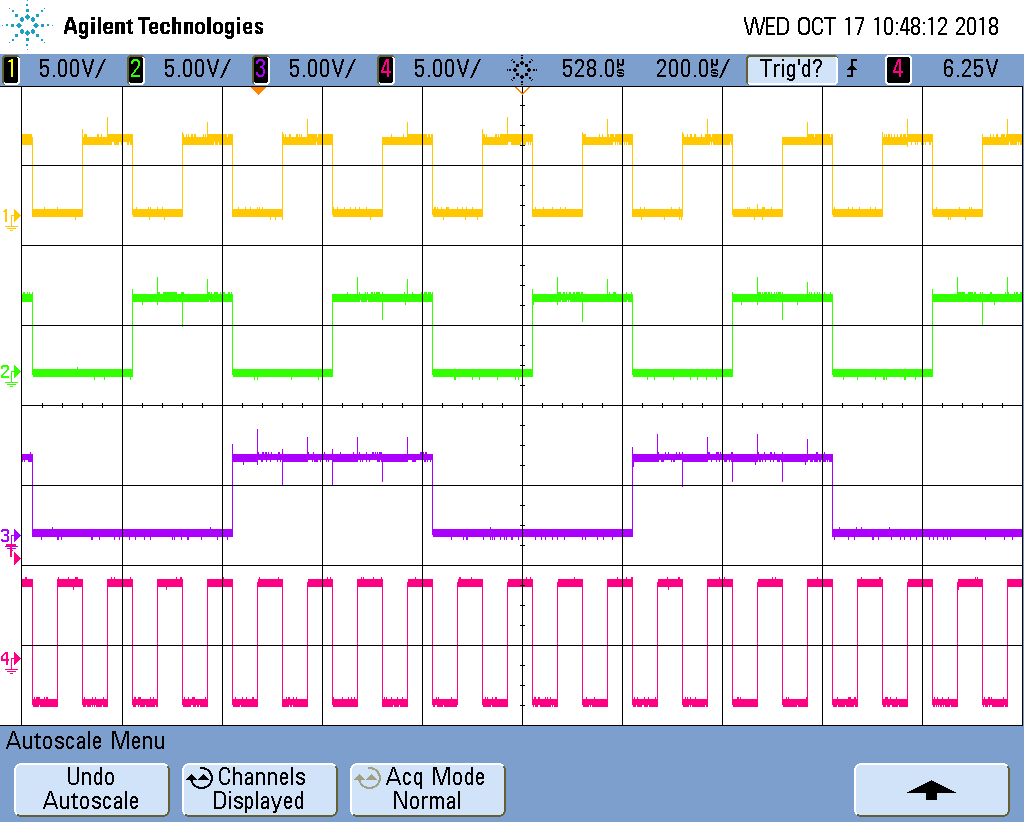 Agilent Technologies
WED OCT 17 10:48:12 2018
1 5.00V/ 2 5.00V/ 3 5.00V/ 4 5.00V/ 528.0µs 200.0µs/ Trig'd? 4 6.25V
1
2
3
T
4
Autoscale Menu
Undo
Autoscale
Channels
Displayed
Acq Mode
Normal